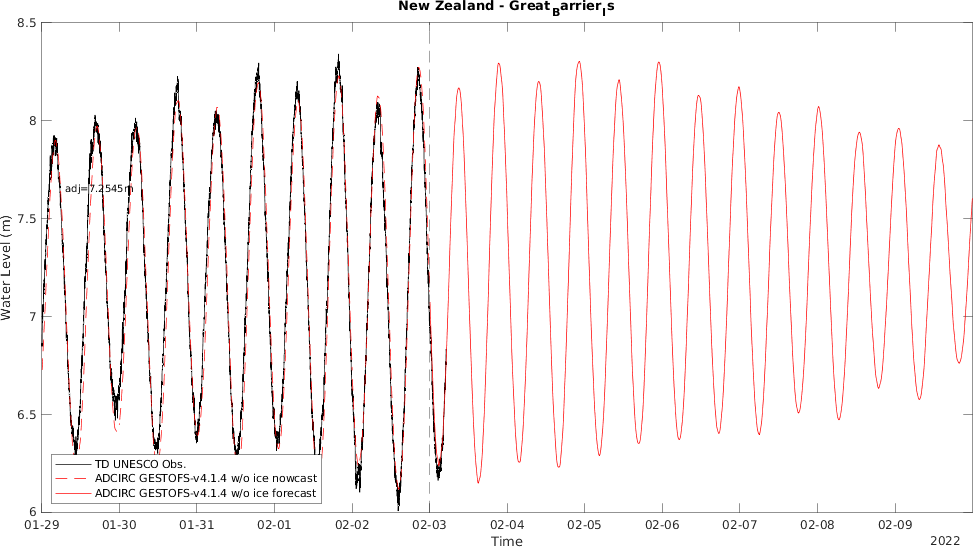 New Zealand - GreatBarrierIs
8.5
8
7.5
7
6.5
6
Water Level (m)
adj=7.2545m
TD UNESCO Obs.
ADCIRC GESTOFS-v4.1.4 w/o ice nowcast
ADCIRC GESTOFS-v4.1.4 w/o ice forecast
01-29 01-30 01-31 02-01 02-02 02-03 02-04 02-05 02-06 02-07 02-08 02-09
Time
2022